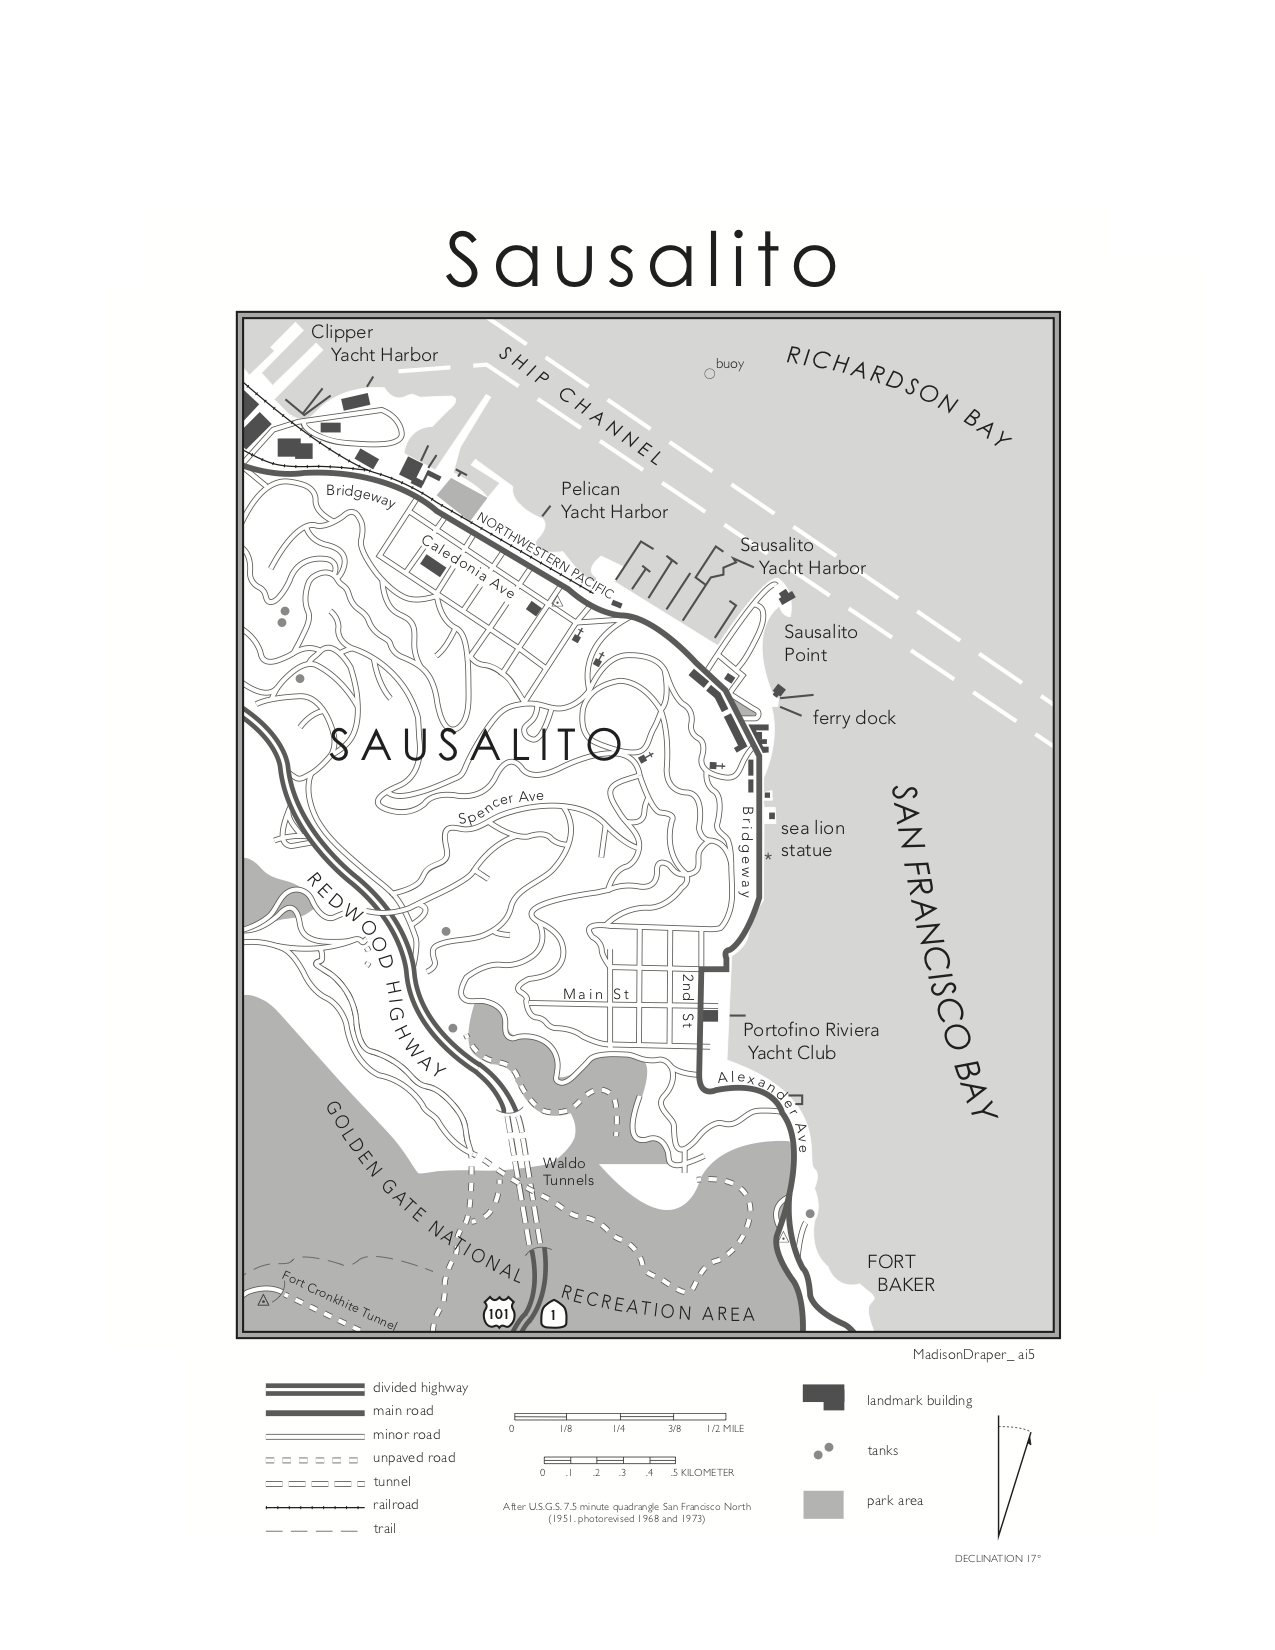 Sausalito
Clipper
Yacht Harbor
SHIP CHANNEL
buoy
RICHARDSON BAY
Bridgeway
Pelican
Yacht Harbor
NORTHWESTERN PACIFIC
Caledonia Ave
Sausalito
Yacht Harbor
Sausalito
Point
ferry dock
SAUSALITO
Spencer Ave
Bridgeway
sea lion
statue
*
SAN FRANCISCO BAY
REDWOOD HIGHWAY
Main St
2nd St
Portofino Riviera
Yacht Club
Alexander Ave
Waldo
Tunnels
GOLDEN GATE NATIONAL
RECREATION AREA
Fort Cronkhite Tunnel
101
1
FORT
BAKER
MadisonDraper_ ai5
divided highway
main road
minor road
unpaved road
tunnel
railroad
trail
0 1/8 1/4 3/8 1/2 MILE
0 .1 .2 .3 .4 .5 KILOMETER
After U.S.G.S. 7.5 minute quadrangle San Francisco North
(1951. photorevised 1968 and 1973)
landmark building
tanks
park area
DECLINATION 17°